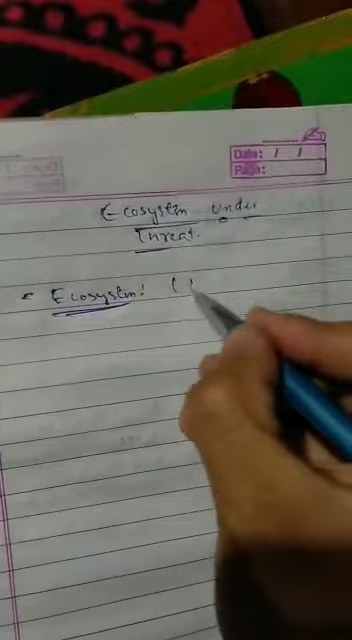 Date: / /
Page:
Ecosystem Under
Threat.
Ecosystem: (